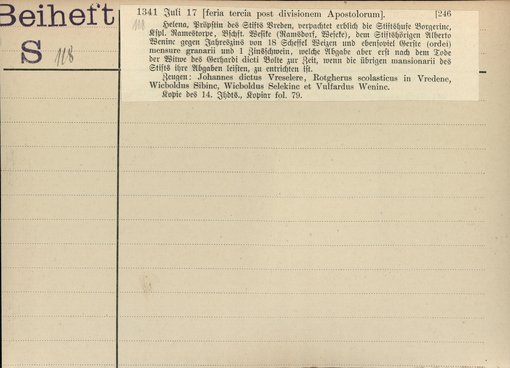 Beiheft
S 118
1341 Juli 17 [feria tercia post divisionem Apostolorum]. [246
118
Helena, Pröpstin des Stifts Vreden, verpachtet erblich die Stiftshufe Borgerinc,
Kspl. Ramestorpe, Bschft. Weseke (Ramsdorf, Weseke), dem Stiftshörigen Alberto
Weninc gegen Jahreszins von 18 Scheffel Weizen und ebensoviel Gerste (ordei)
mensure granarii und 1 Zinsschwein, welche Abgabe aber erst nach dem Tode
der Witwe des Gerhardi dicti Bolte zur Zeit, wenn die übrigen mansionarii des
Stifts ihre Abgaben leisten, zu entrichten ist.
Zeugen: Johannes dictus Vreselere, Rotgherus scolasticus in Vredene,
Wicboldus Sibinc, Wicboldus Selekinc et Vulfardus Weninc.
Kopie des 14. Jhdts., Kopiar fol. 79.